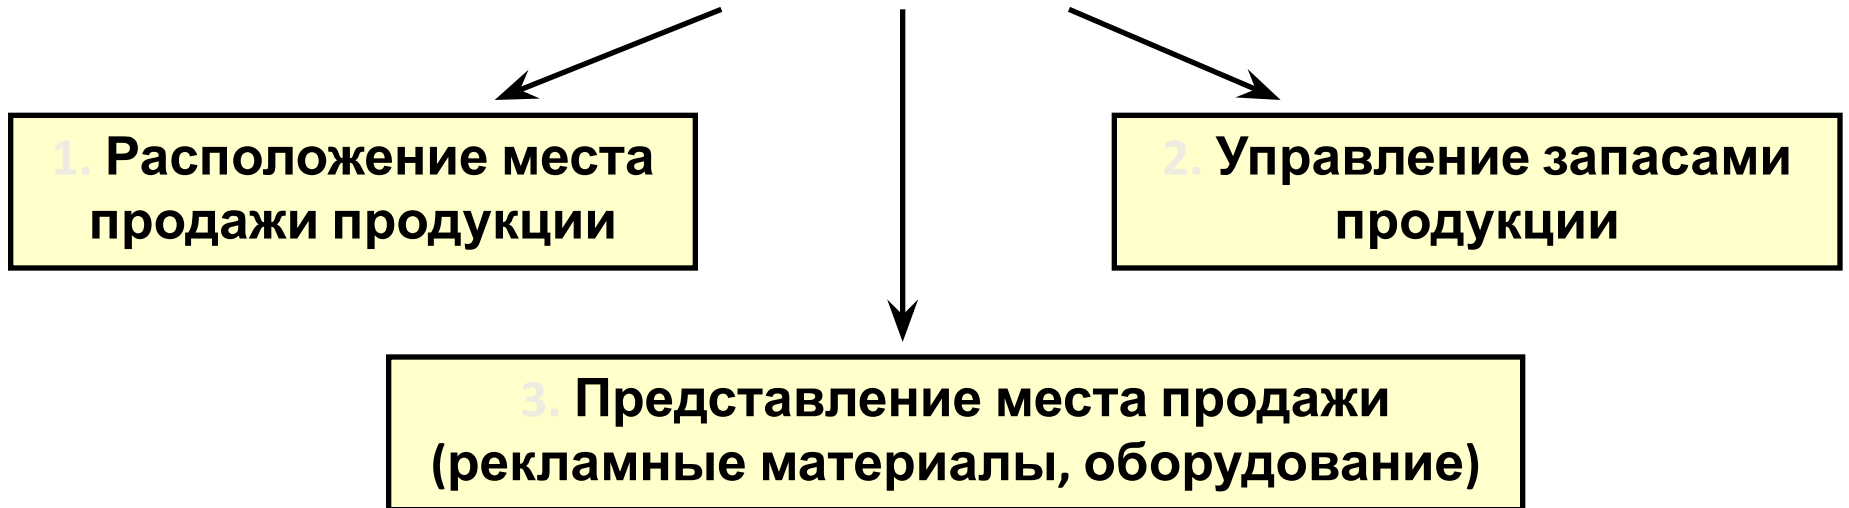 1. Расположение места
продажи продукции
2. Управление запасами
продукции
3. Представление места продажи
(рекламные материалы, оборудование)